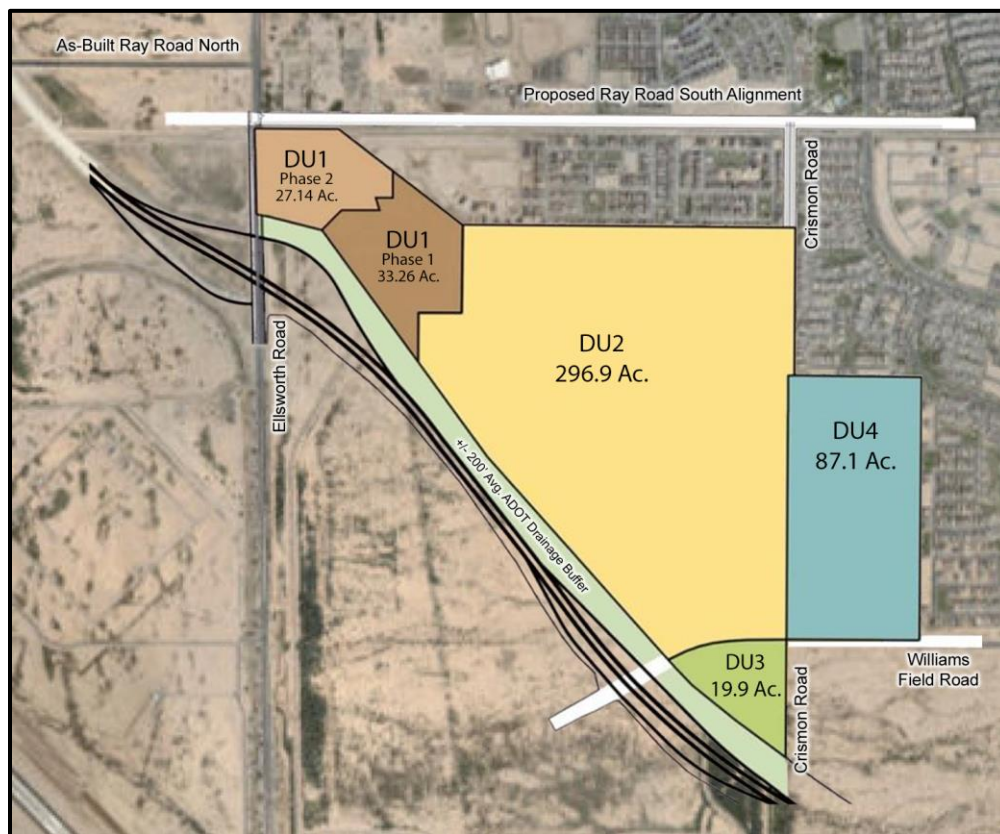 As-Built Ray Road North
Proposed Ray Road South Alignment
Crismon Road
DU1
Phase 2
27.14 Ac.
DU1
Phase 1
33.26 Ac.
DU2
296.9 Ac.
Ellsworth Road
DU4
87.1 Ac.
+/- 200' Avg. ADOT Drainage Buffer
DU3
19.9 Ac.
Williams
Field Road
Crismon Road